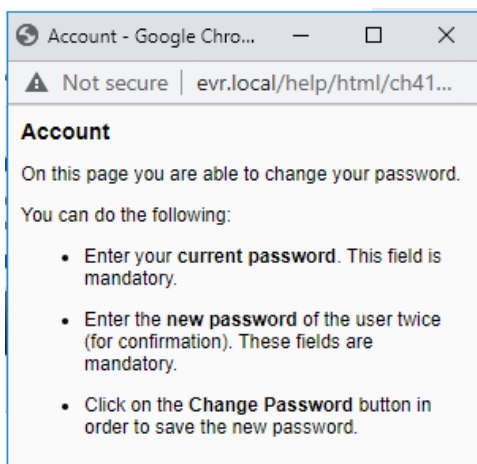 Account - Google Chro...
Not secure | evr.local/help/html/ch41...
Account
On this page you are able to change your password.
You can do the following:
• Enter your current password. This field is
mandatory.
• Enter the new password of the user twice
(for confirmation). These fields are
mandatory.
• Click on the Change Password button in
order to save the new password.